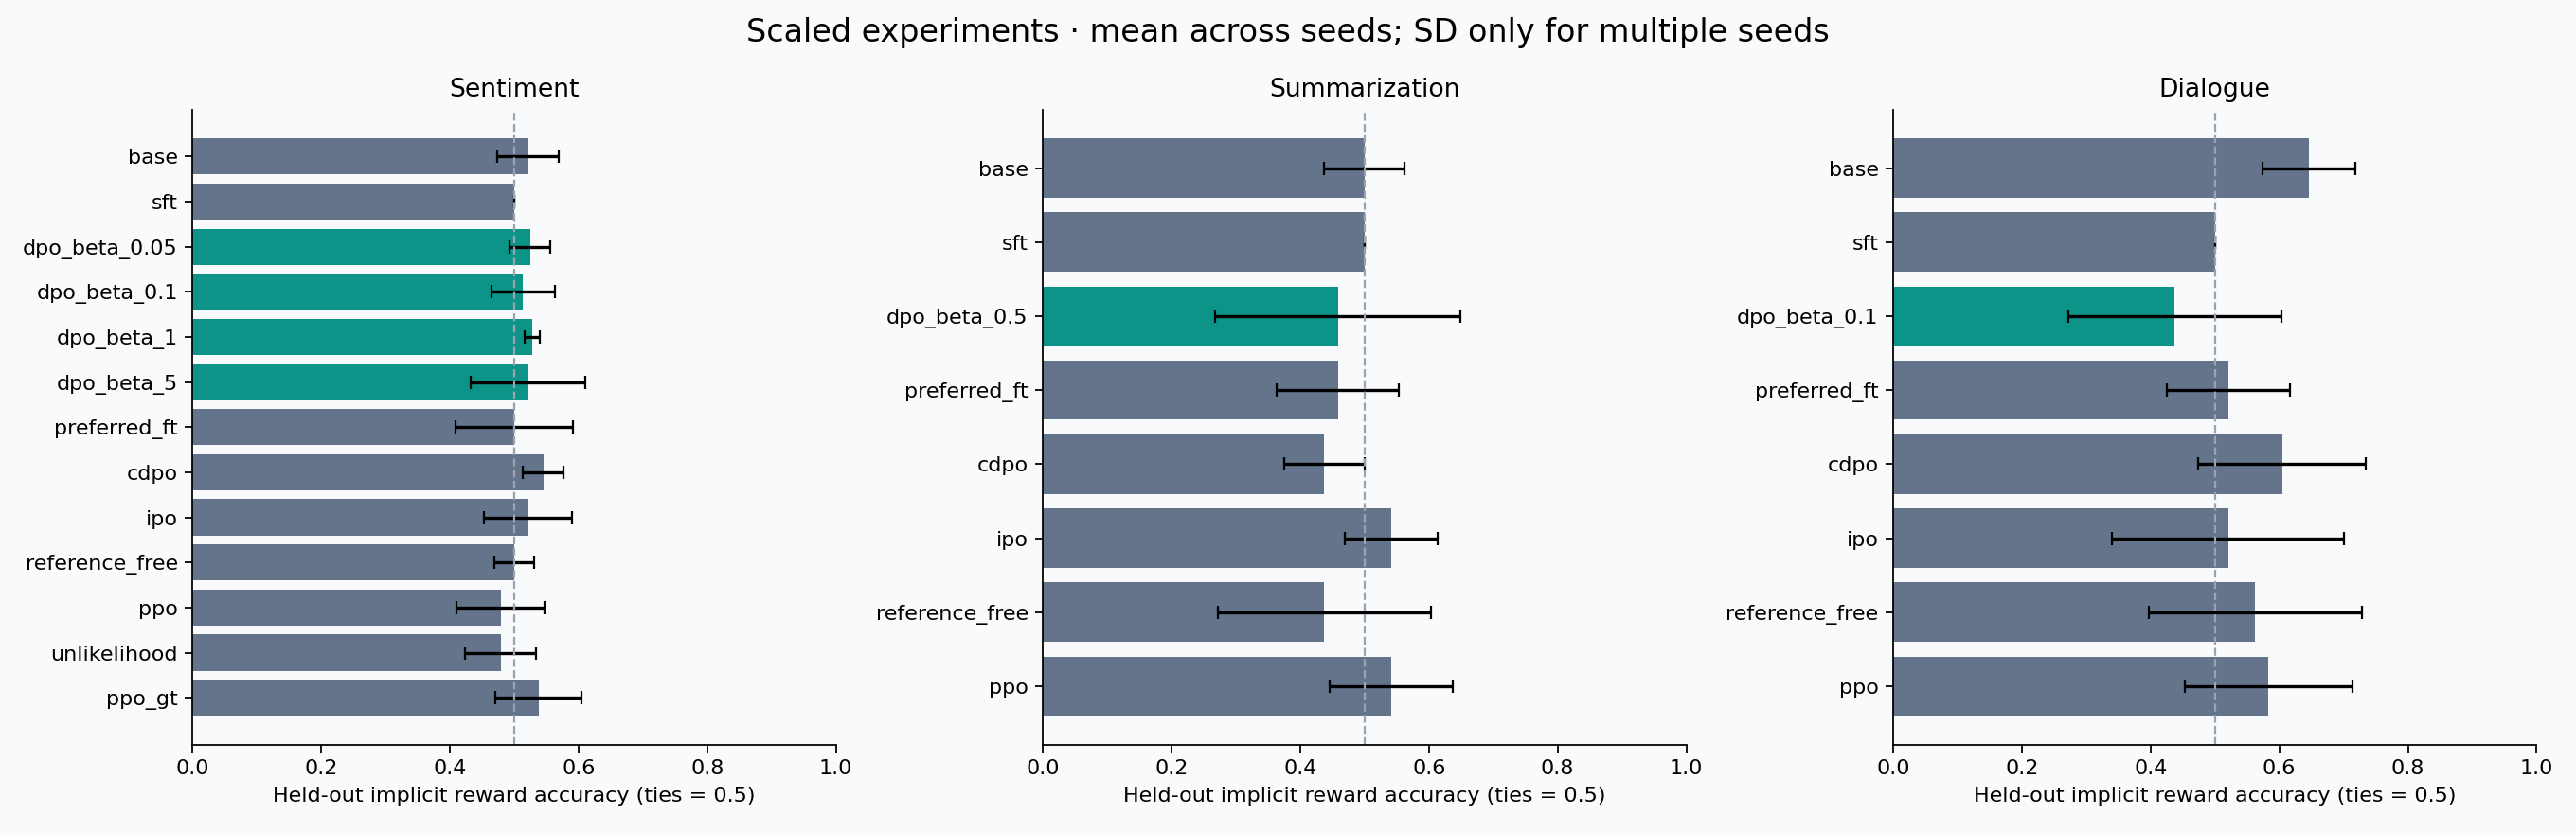 Scaled experiments · mean across seeds; SD only for multiple seeds
Sentiment
base
sft
dpo_beta_0.05
dpo_beta_0.1
dpo_beta_1
dpo_beta_5
preferred_ft
cdpo
ipo
reference_free
ppo
unlikelihood
ppo_gt
0.0 0.2 0.4 0.6 0.8 1.0
Held-out implicit reward accuracy (ties = 0.5)
Summarization
base
sft
dpo_beta_0.5
preferred_ft
cdpo
ipo
reference_free
ppo
0.0 0.2 0.4 0.6 0.8 1.0
Held-out implicit reward accuracy (ties = 0.5)
Dialogue
base
sft
dpo_beta_0.1
preferred_ft
cdpo
ipo
reference_free
ppo
0.0 0.2 0.4 0.6 0.8 1.0
Held-out implicit reward accuracy (ties = 0.5)